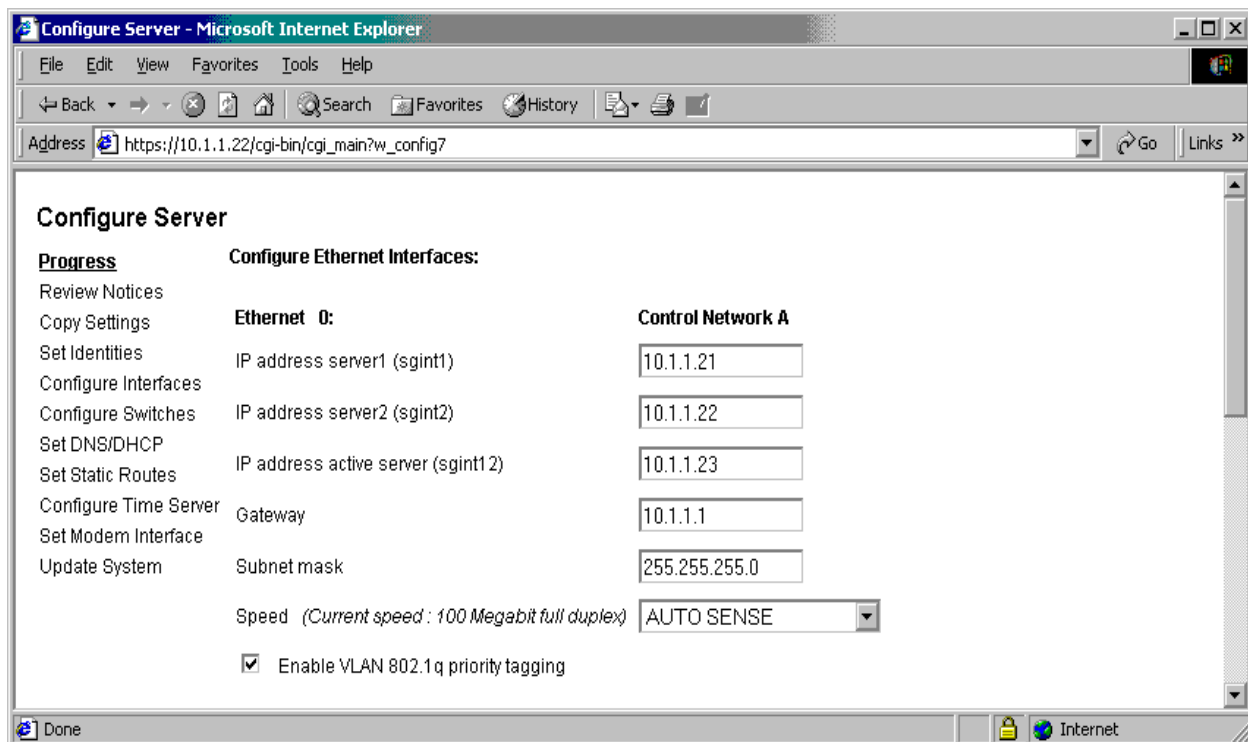 Configure Server - Microsoft Internet Explorer
File Edit View Favorites Tools Help
Back Search Favorites History
Address https://10.1.1.22/cgi-bin/cgi_main?w_config7 Go Links »
Configure Server
Progress
Review Notices
Copy Settings
Set Identities
Configure Interfaces
Configure Switches
Set DNS/DHCP
Set Static Routes
Configure Time Server
Set Modem Interface
Update System
Configure Ethernet Interfaces:
Ethernet 0: Control Network A
IP address server1 (sgint1) 10.1.1.21
IP address server2 (sgint2) 10.1.1.22
IP address active server (sgint12) 10.1.1.23
Gateway 10.1.1.1
Subnet mask 255.255.255.0
Speed (Current speed : 100 Megabit full duplex) AUTO SENSE
Enable VLAN 802.1q priority tagging
Done Internet